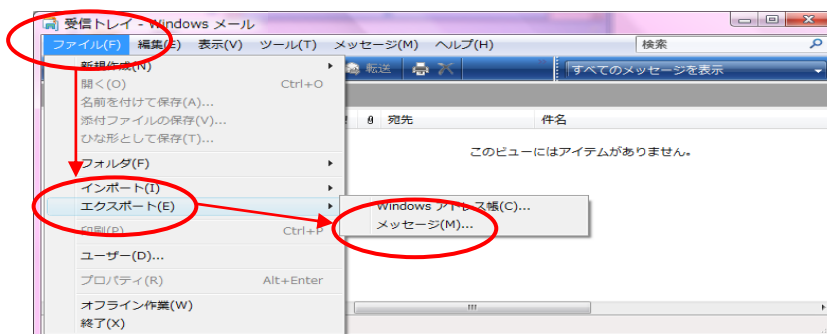 受信トレイ - Windows メール
ファイル(F) 編集(E) 表示(V) ツール(T) メッセージ(M) ヘルプ(H) 検索
新規作成(N) 転送 すべてのメッセージを表示
開く(O) Ctrl+O
名前を付けて保存(A)...
添付ファイルの保存(V)... ! 宛先 件名
ひな形として保存(T)...
このビューにはアイテムがありません。
フォルダ(F)
インポート(I)
エクスポート(E) Windows アドレス帳(C)...
メッセージ(M)...
印刷(P) Ctrl+P
ユーザー(D)...
プロパティ(R) Alt+Enter
オフライン作業(W)
終了(X)